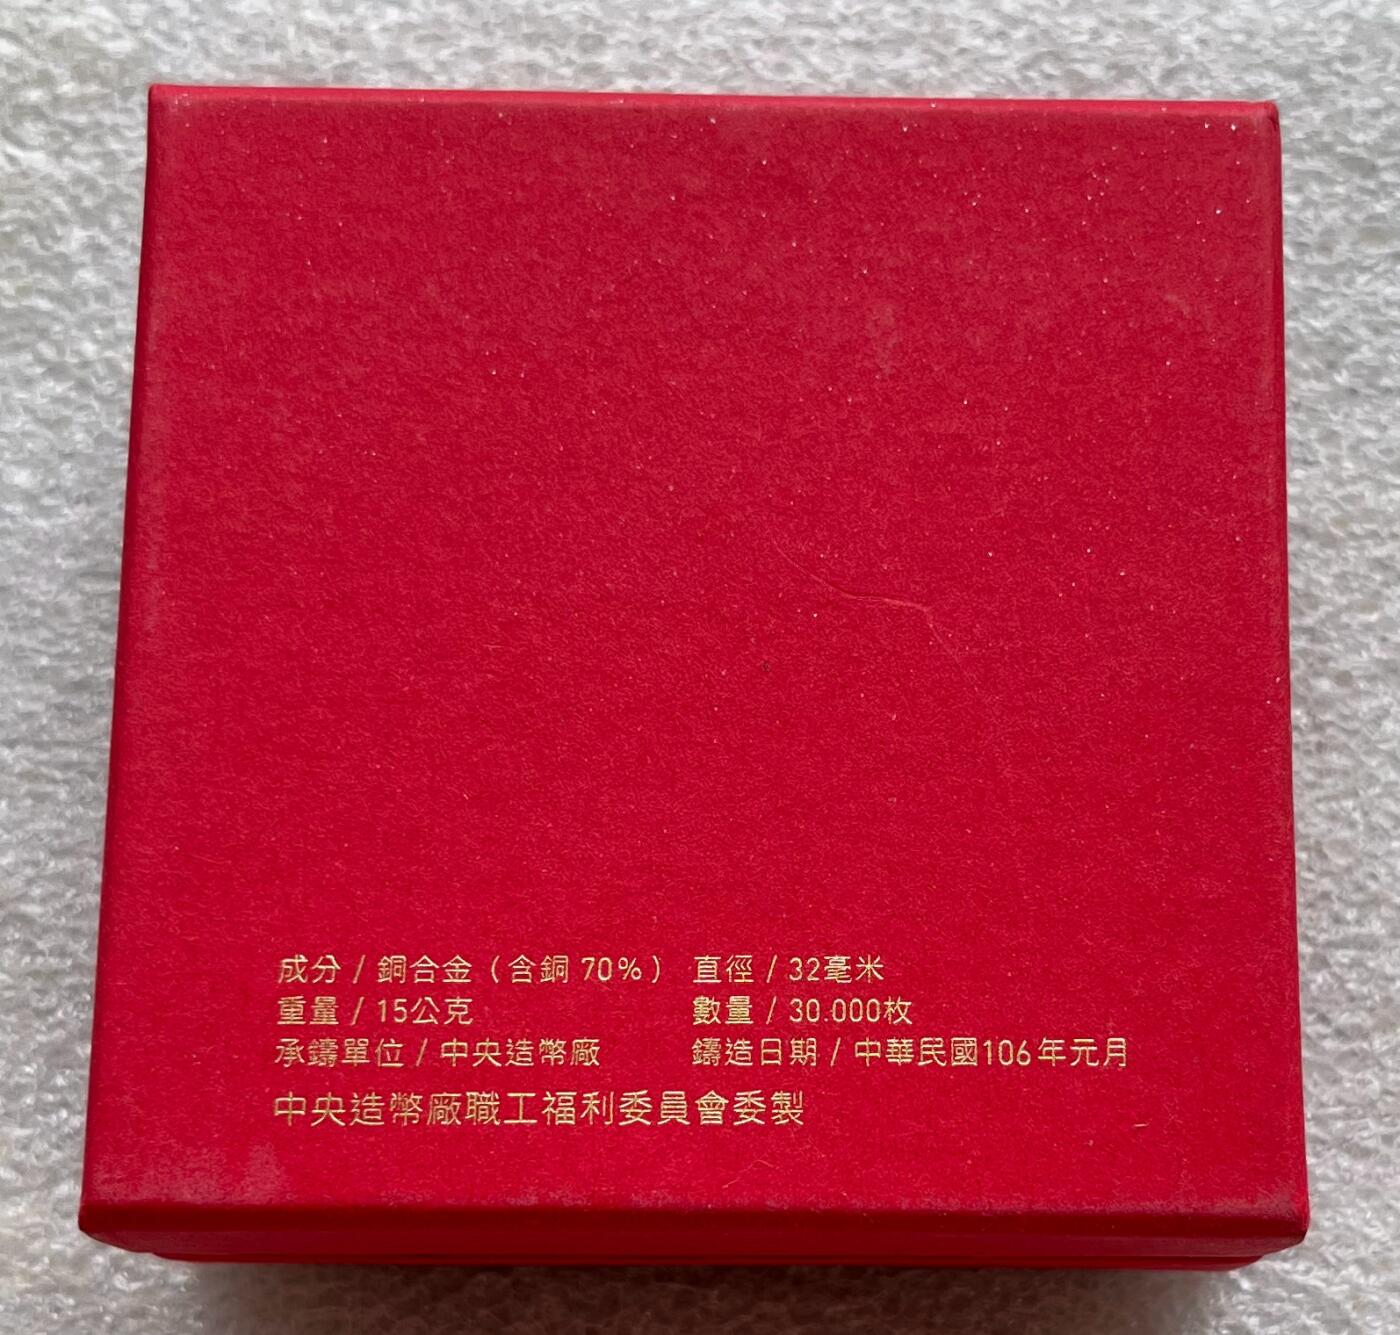 成分 / 銅合金（含銅 70%） 直徑 / 32毫米
重量 / 15公克 數量 / 30.000枚
承鑄單位 / 中央造幣廠 鑄造日期 / 中華民國106年元月
中央造幣廠職工福利委員會委製